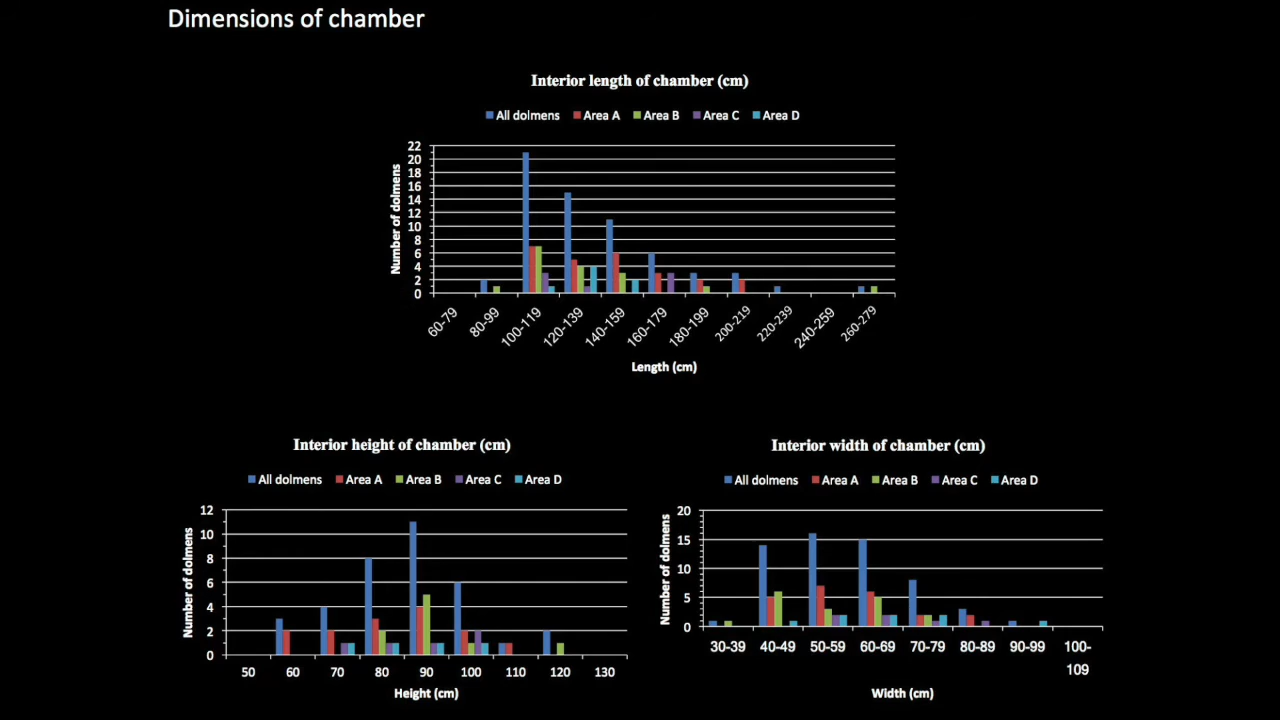 Dimensions of chamber
Interior length of chamber (cm)
All dolmens Area A Area B Area C Area D
Number of dolmens
22
20
18
16
14
12
10
8
6
4
2
0
60-79 80-99 100-119 120-139 140-159 160-179 180-199 200-219 220-239 240-259 260-279
Length (cm)
Interior height of chamber (cm)
All dolmens Area A Area B Area C Area D
Number of dolmens
12
10
8
6
4
2
0
50 60 70 80 90 100 110 120 130
Height (cm)
Interior width of chamber (cm)
All dolmens Area A Area B Area C Area D
Number of dolmens
20
15
10
5
0
30-39 40-49 50-59 60-69 70-79 80-89 90-99 100-
109
Width (cm)